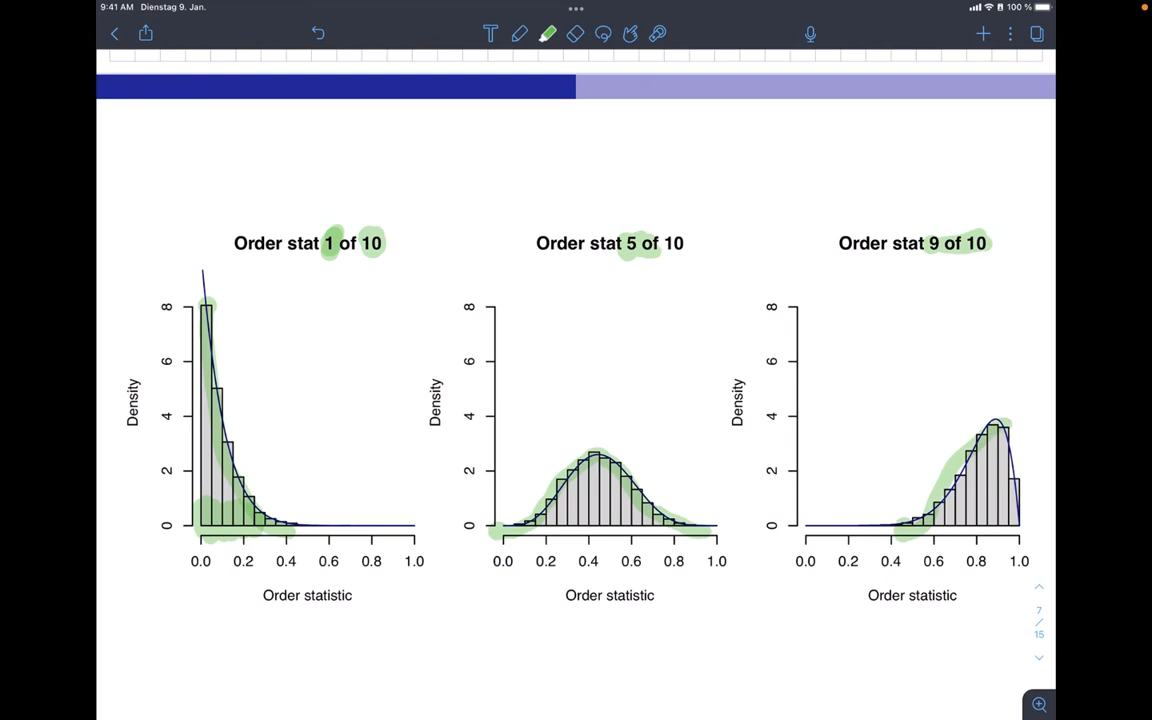 9:41 AM Dienstag 9. Jan.
100 %
T
Order stat 1 of 10
Order stat 5 of 10
Order stat 9 of 10
Density
8
6
4
2
0
0.0 0.2 0.4 0.6 0.8 1.0
Order statistic
Density
8
6
4
2
0
0.0 0.2 0.4 0.6 0.8 1.0
Order statistic
Density
8
6
4
2
0
0.0 0.2 0.4 0.6 0.8 1.0
Order statistic
7
/
15